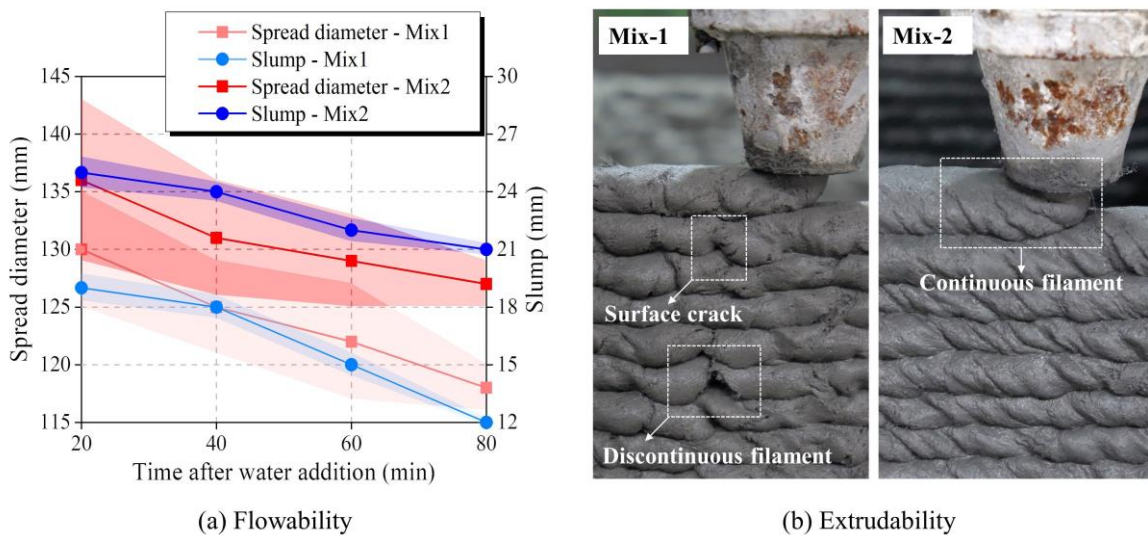 Spread diameter - Mix1
Slump - Mix1
Spread diameter - Mix2
Slump - Mix2
145
140
135
130
125
120
115
Spread diameter (mm)
30
27
24
21
18
15
12
Slump (mm)
20
40
60
80
Time after water addition (min)
(a) Flowability
Mix-1
Surface crack
Discontinuous filament
Mix-2
Continuous filament
(b) Extrudability